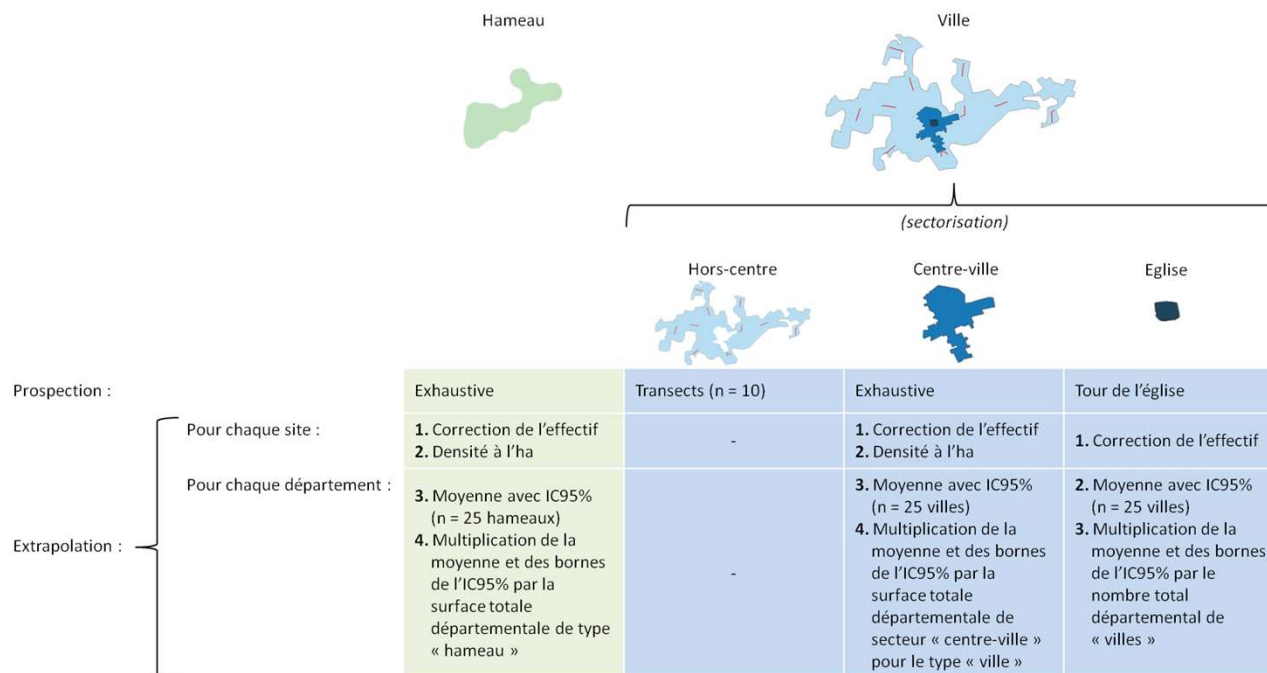 Hameau
Ville
(sectorisation)
Hors-centre
Centre-ville
Eglise
Prospection :
Exhaustive
Transects (n = 10)
Exhaustive
Tour de l'église
Extrapolation :
Pour chaque site :
1. Correction de l'effectif
2. Densité à l'ha
-
1. Correction de l'effectif
2. Densité à l'ha
1. Correction de l'effectif
Pour chaque département :
3. Moyenne avec IC95%
(n = 25 hameaux)
4. Multiplication de la
moyenne et des bornes
de l'IC95% par la
surface totale
départementale de type
« hameau »
-
3. Moyenne avec IC95%
(n = 25 villes)
4. Multiplication de la
moyenne et des bornes
de l'IC95% par la
surface totale
départementale de
secteur « centre-ville »
pour le type « ville »
2. Moyenne avec IC95%
(n = 25 villes)
3. Multiplication de la
moyenne et des bornes
de l'IC95% par le
nombre total
départemental de
« villes »